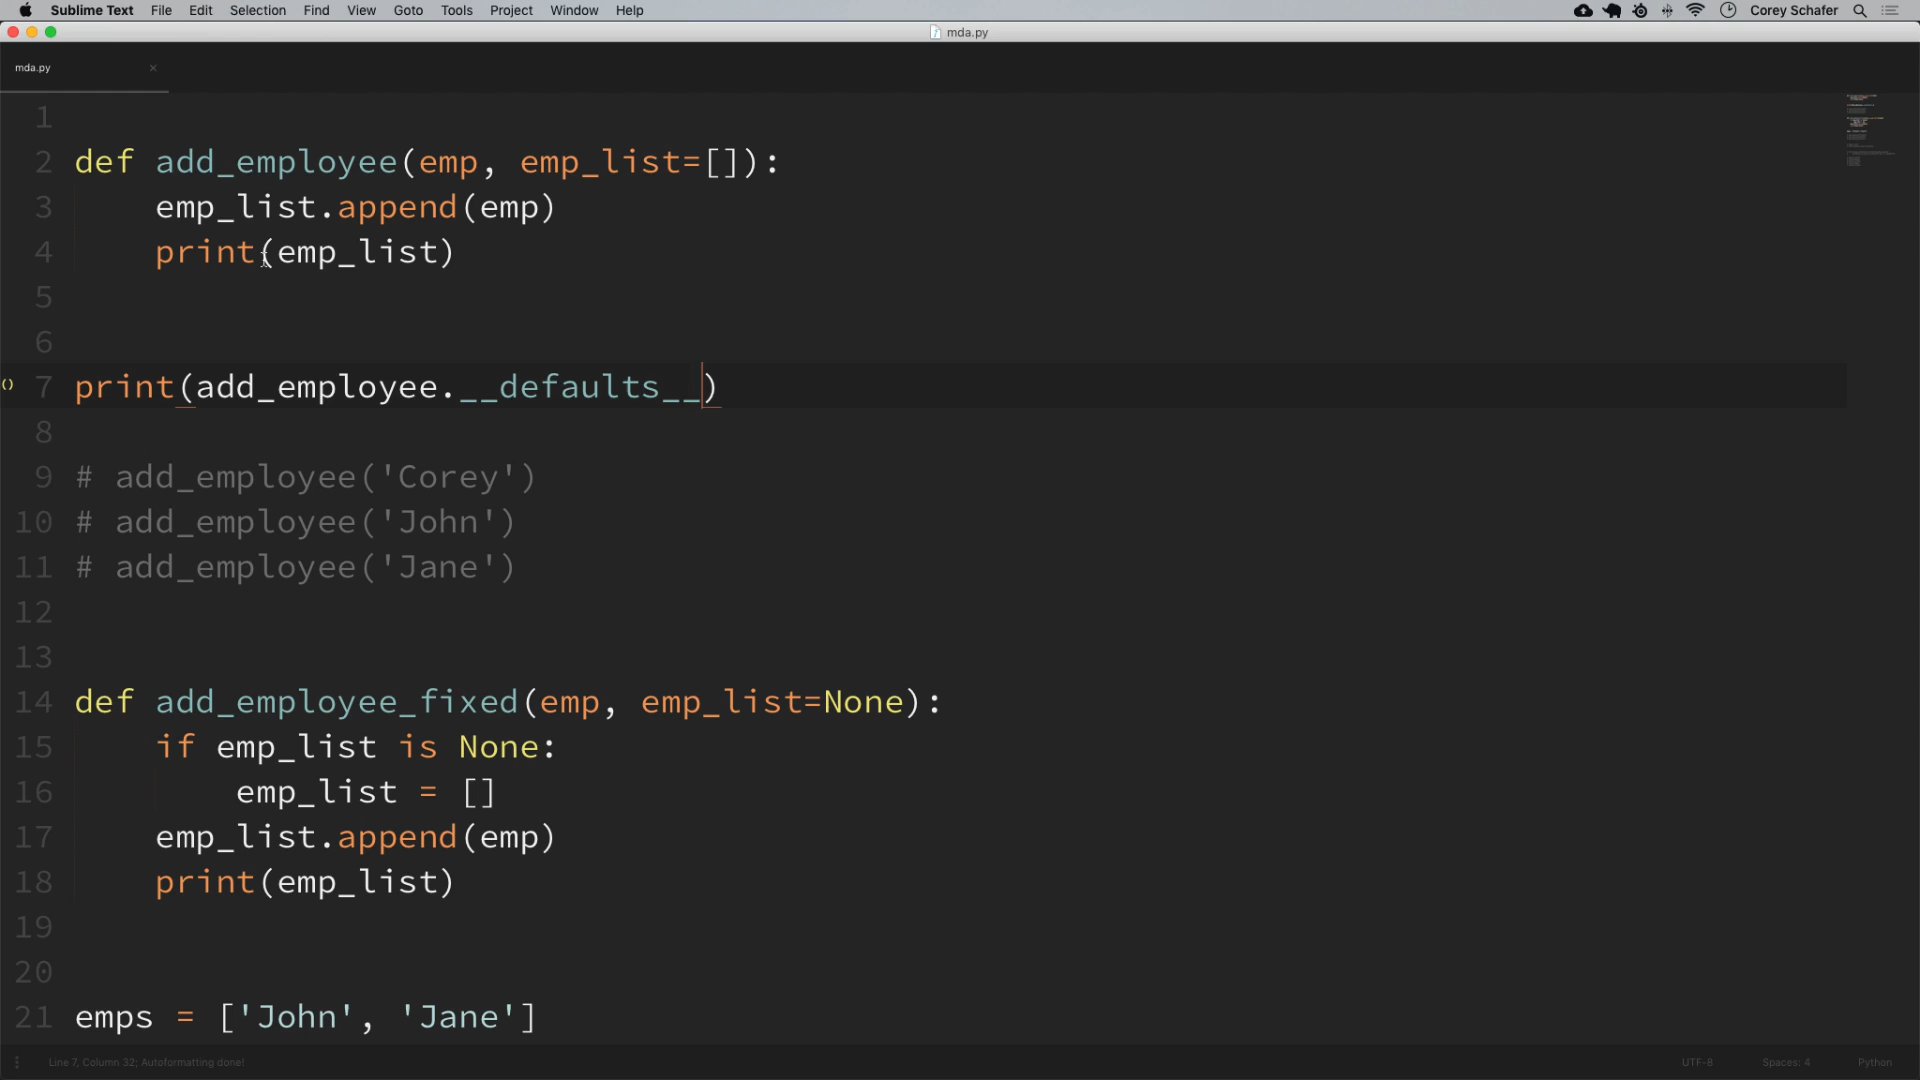 Sublime Text File Edit Selection Find View Goto Tools Project Window Help Corey Schafer
mda.py
mda.py
1
2 def add_employee(emp, emp_list=[]):
3 emp_list.append(emp)
4 print(emp_list)
5
6
7 print(add_employee.__defaults__)
8
9 # add_employee('Corey')
10 # add_employee('John')
11 # add_employee('Jane')
12
13
14 def add_employee_fixed(emp, emp_list=None):
15 if emp_list is None:
16 emp_list = []
17 emp_list.append(emp)
18 print(emp_list)
19
20
21 emps = ['John', 'Jane']
Line 7, Column 32; Autoformatting done! UTF-8 Spaces: 4 Python